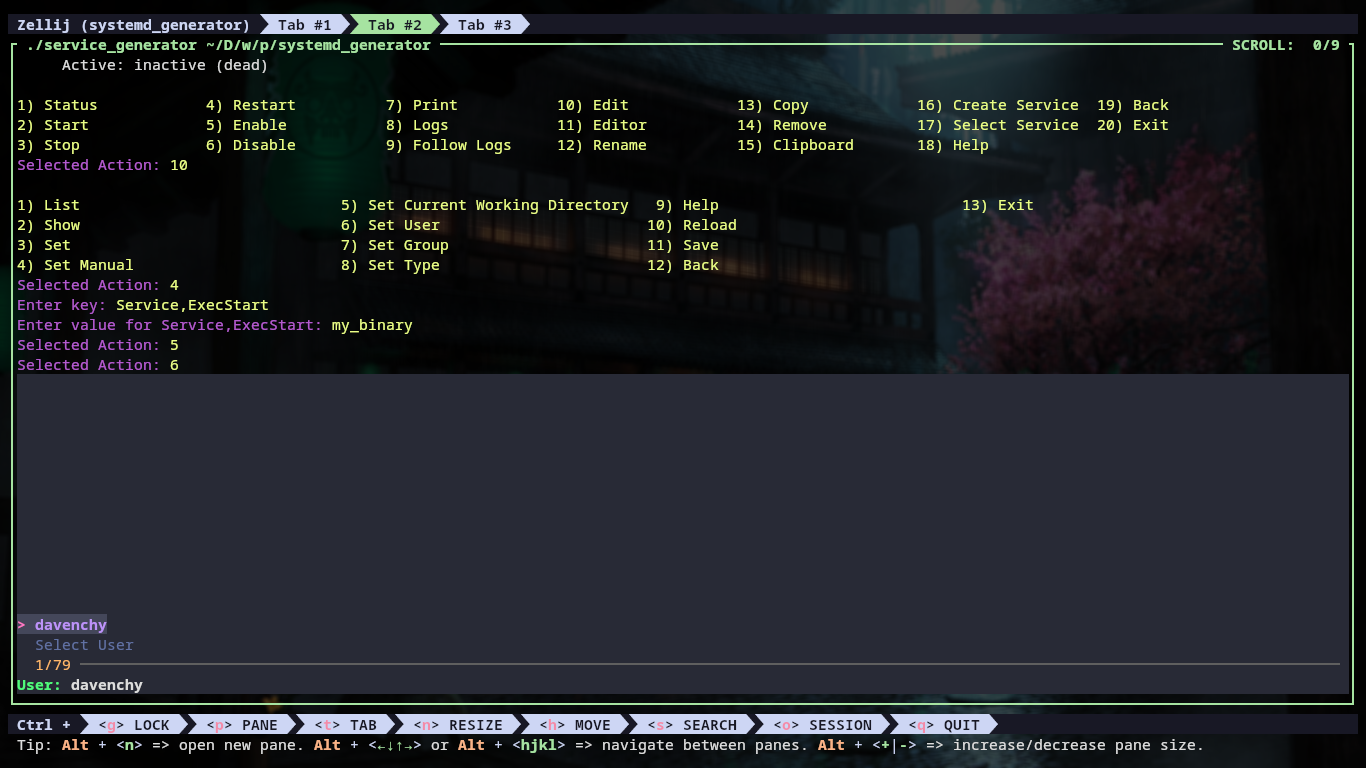 Zellij (systemd_generator) Tab #1 Tab #2 Tab #3
./service_generator ~/D/w/p/systemd_generator SCROLL: 0/9
Active: inactive (dead)
1) Status 4) Restart 7) Print 10) Edit 13) Copy 16) Create Service 19) Back
2) Start 5) Enable 8) Logs 11) Editor 14) Remove 17) Select Service 20) Exit
3) Stop 6) Disable 9) Follow Logs 12) Rename 15) Clipboard 18) Help
Selected Action: 10
1) List 5) Set Current Working Directory 9) Help 13) Exit
2) Show 6) Set User 10) Reload
3) Set 7) Set Group 11) Save
4) Set Manual 8) Set Type 12) Back
Selected Action: 4
Enter key: Service,ExecStart
Enter value for Service,ExecStart: my_binary
Selected Action: 5
Selected Action: 6
> davenchy
Select User
1/79
User: davenchy
Ctrl + <g> LOCK <p> PANE <t> TAB <n> RESIZE <h> MOVE <s> SEARCH <o> SESSION <q> QUIT
Tip: Alt + <n> => open new pane. Alt + <←↓↑→> or Alt + <hjkl> => navigate between panes. Alt + <+|-> => increase/decrease pane size.